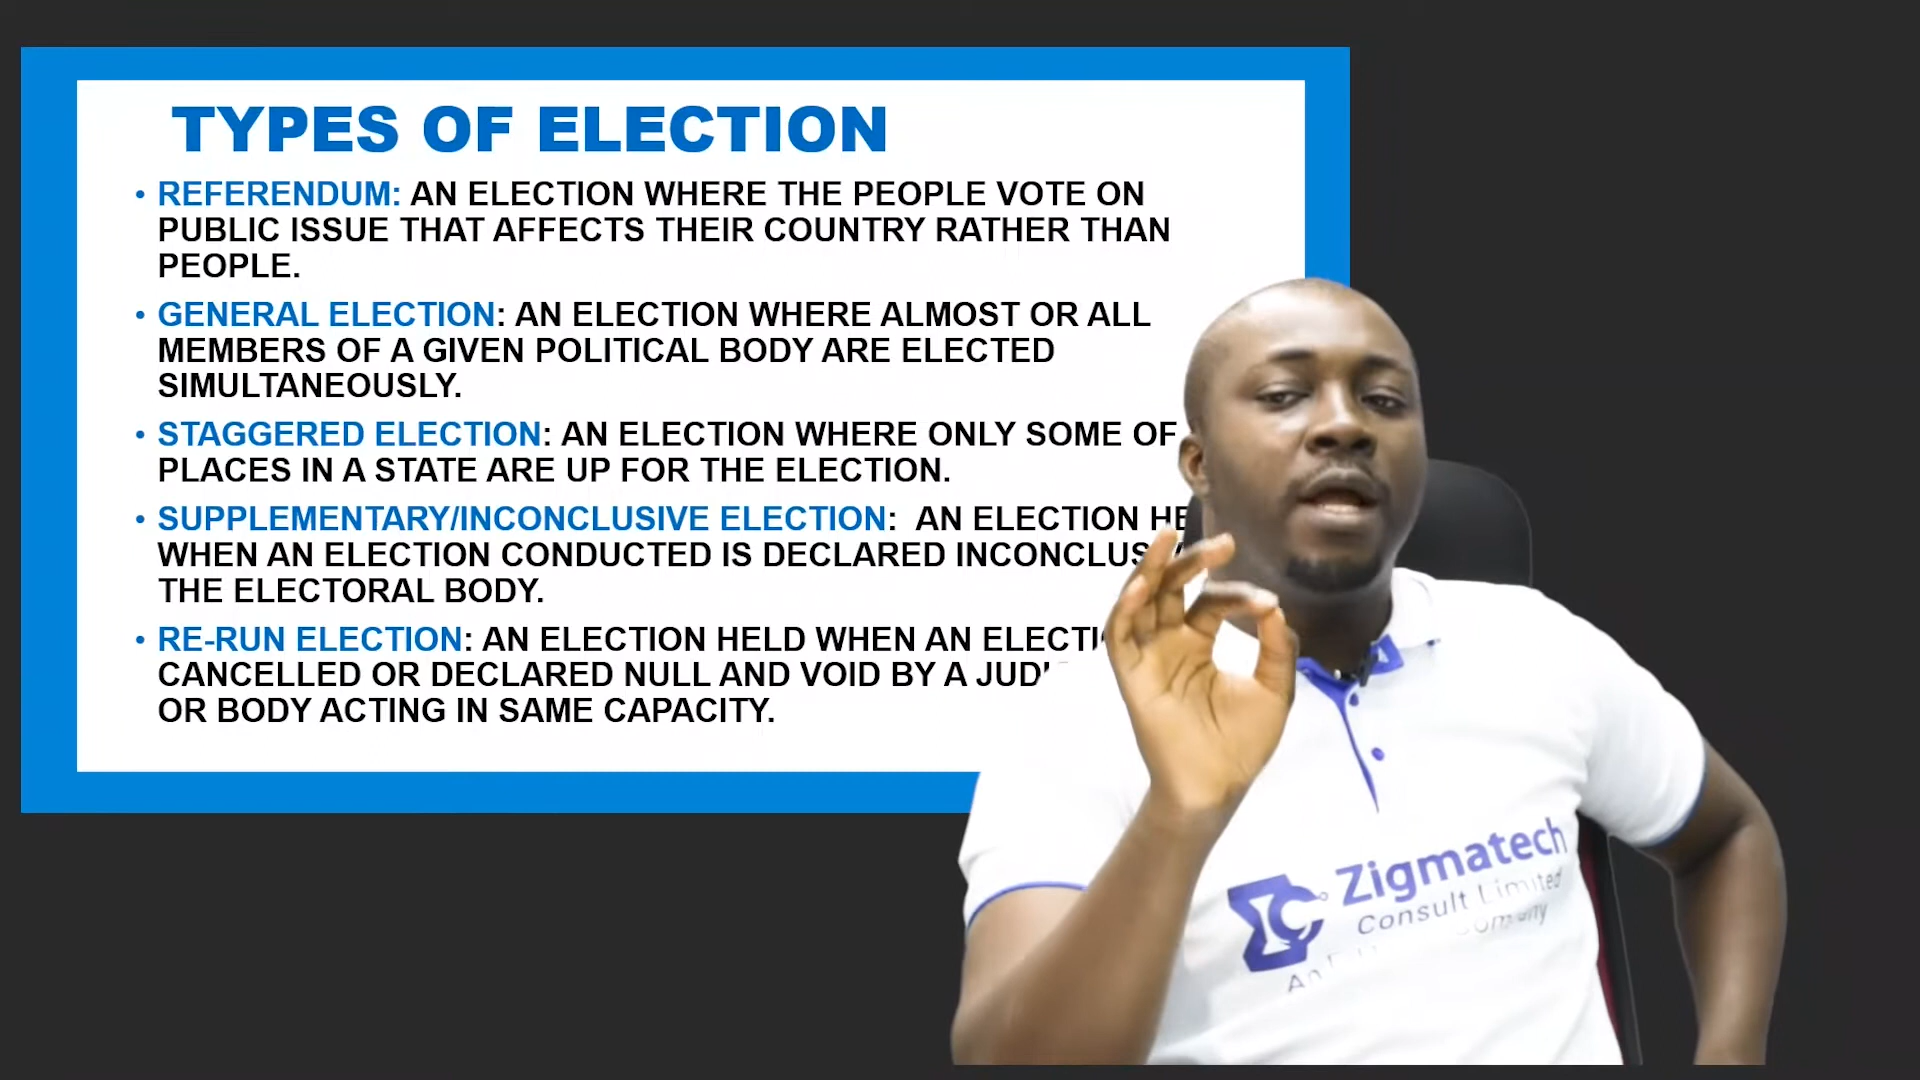 TYPES OF ELECTION
• REFERENDUM: AN ELECTION WHERE THE PEOPLE VOTE ON
PUBLIC ISSUE THAT AFFECTS THEIR COUNTRY RATHER THAN
PEOPLE.
• GENERAL ELECTION: AN ELECTION WHERE ALMOST OR ALL
MEMBERS OF A GIVEN POLITICAL BODY ARE ELECTED
SIMULTANEOUSLY.
• STAGGERED ELECTION: AN ELECTION WHERE ONLY SOME OF
PLACES IN A STATE ARE UP FOR THE ELECTION.
• SUPPLEMENTARY/INCONCLUSIVE ELECTION: AN ELECTION
WHEN AN ELECTION CONDUCTED IS DECLARED
THE ELECTORAL BODY.
• RE-RUN ELECTION: AN ELECTION HELD WHEN AN
CANCELLED OR DECLARED NULL AND VOID BY A
OR BODY ACTING IN SAME CAPACITY.
Zigmatech
Consult Limited